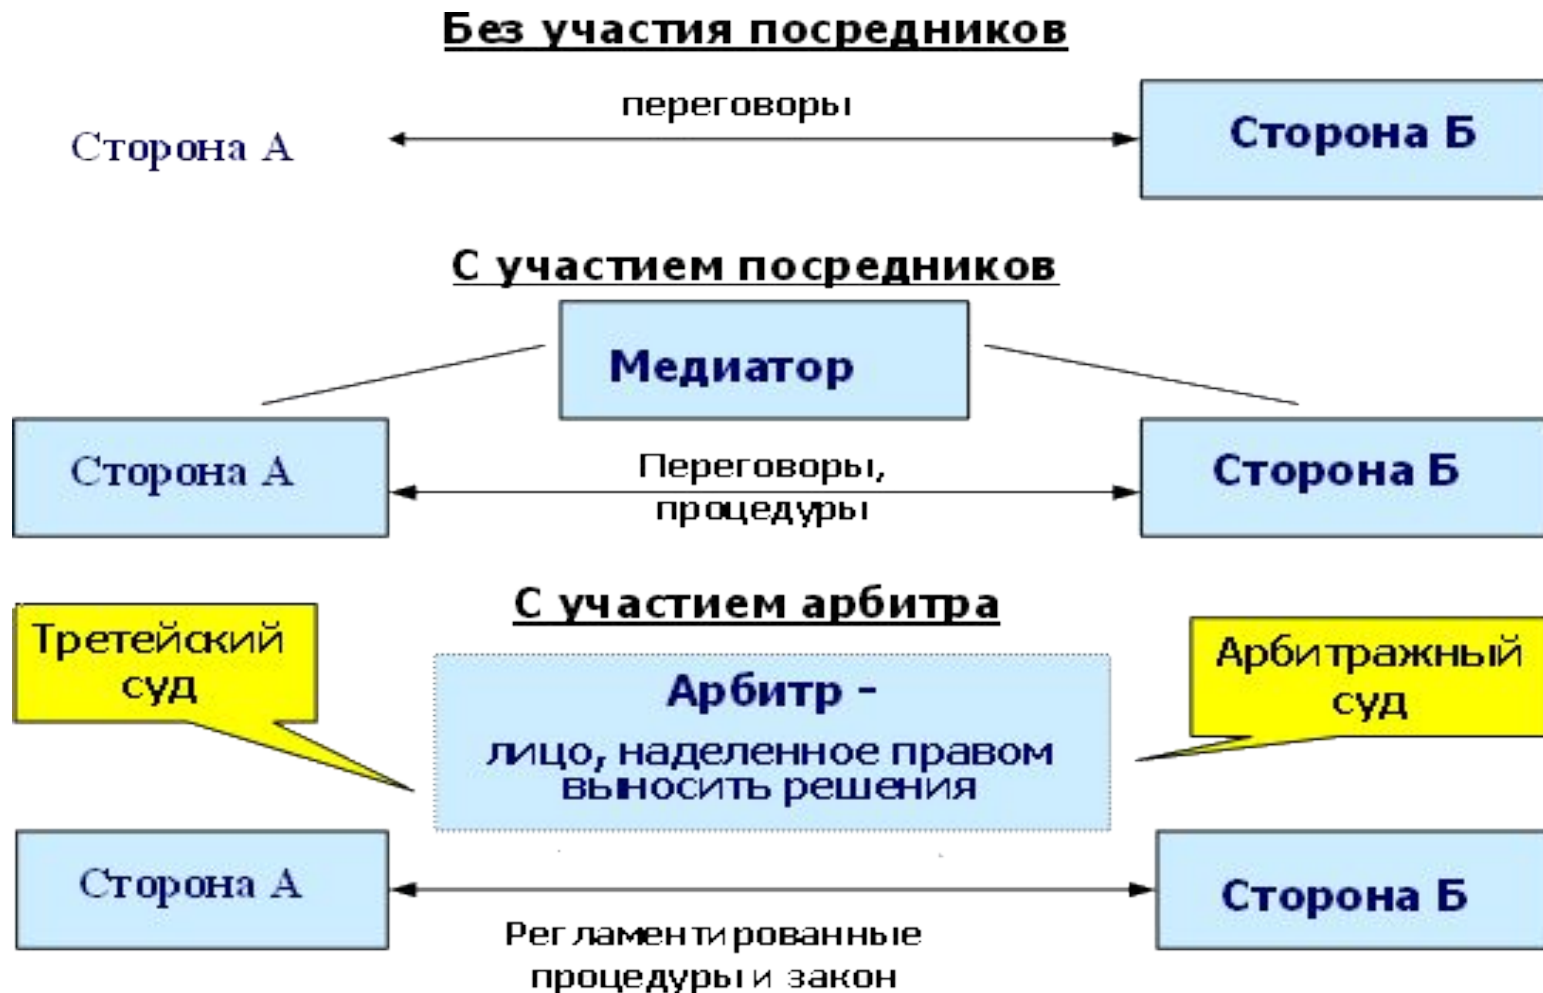 Без участия посредников
переговоры
Сторона А
Сторона Б
С участием посредников
Медиатор
Сторона А
Переговоры,
процедуры
Сторона Б
С участием арбитра
Третейский
суд
Арбитр -
лицо, наделенное правом
выносить решения
Арбитражный
суд
Сторона А
Сторона Б
Регламентированные
процедуры и закон